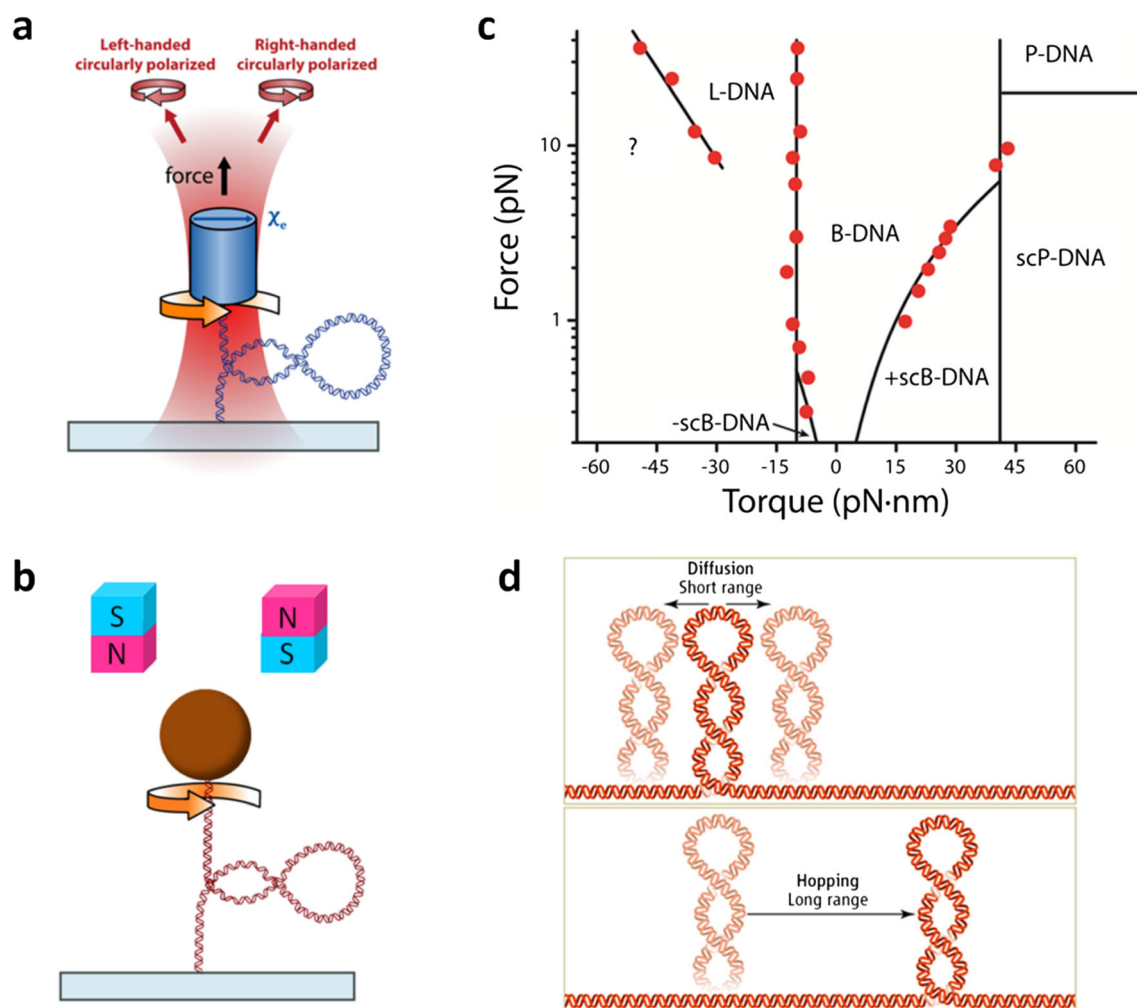 a
Left-handed
circularly polarized
Right-handed
circularly polarized
force
χe
b
S
N
N
S
c
Force (pN)
10
1
L-DNA
?
B-DNA
P-DNA
scP-DNA
+scB-DNA
-scB-DNA
-60 -45 -30 -15 0 15 30 45 60
Torque (pN·nm)
d
Diffusion
Short range
Hopping
Long range